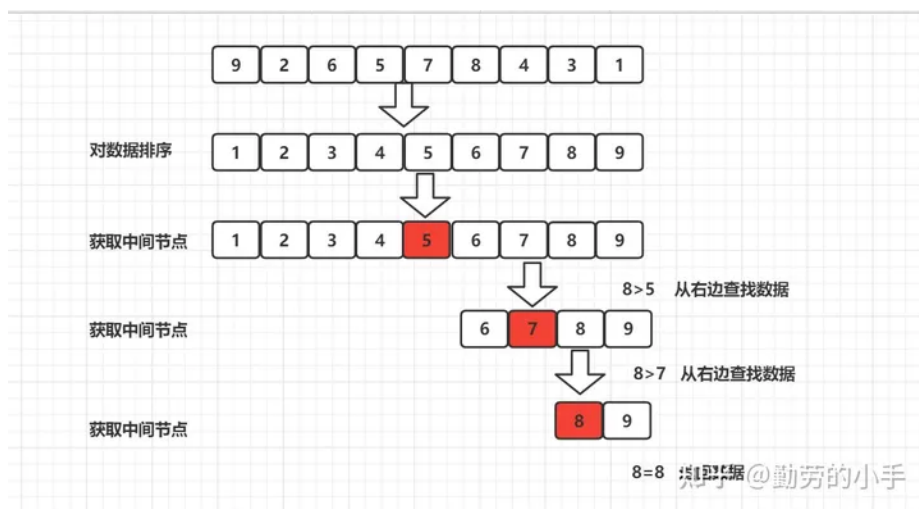 9 2 6 5 7 8 4 3 1
对数据排序 1 2 3 4 5 6 7 8 9
获取中间节点 1 2 3 4 5 6 7 8 9
8>5 从右边查找数据
获取中间节点 6 7 8 9
8>7 从右边查找数据
获取中间节点 8 9
8=8 数据
知乎 @勤劳的小手